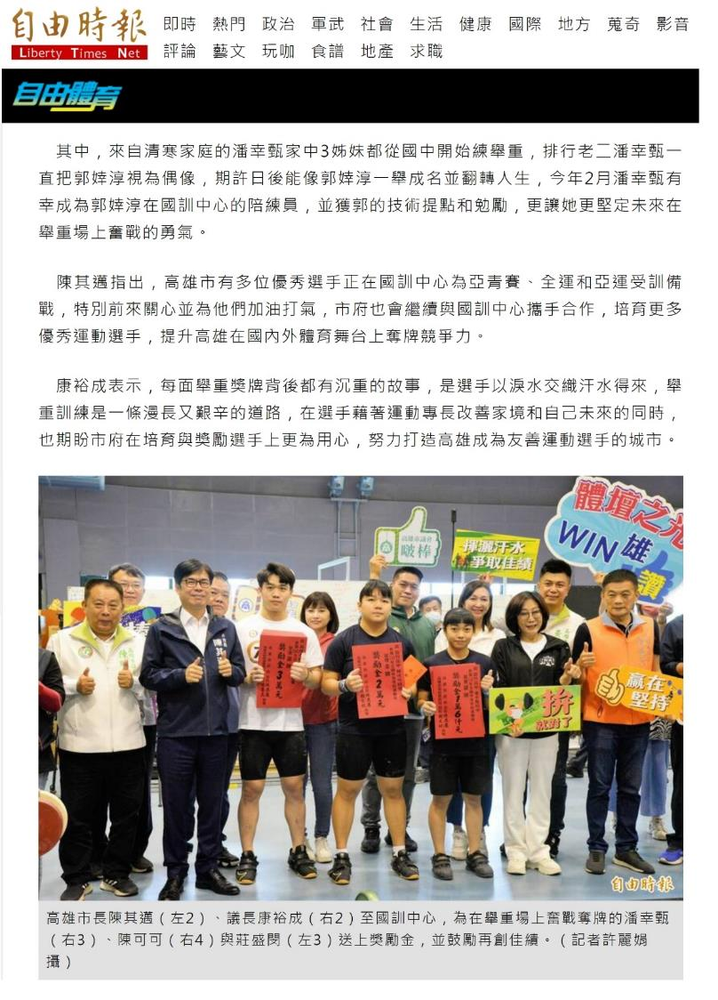 自由時報
Liberty Times Net
即時 熱門 政治 軍武 社會 生活 健康 國際 地方 蒐奇 影音
評論 藝文 玩咖 食譜 地產 求職
自由體育
其中，來自清寒家庭的潘幸甄家中3姊妹都從國中開始練舉重，排行老二潘幸甄一
直把郭婞淳視為偶像，期許日後能像郭婞淳一舉成名並翻轉人生，今年2月潘幸甄有
幸成為郭婞淳在國訓中心的陪練員，並獲郭的技術提點和勉勵，更讓她更堅定未來在
舉重場上奮戰的勇氣。
陳其邁指出，高雄市有多位優秀選手正在國訓中心為亞青賽、全運和亞運受訓備
戰，特別前來關心並為他們加油打氣，市府也會繼續與國訓中心攜手合作，培育更多
優秀運動選手，提升高雄在國內外體育舞台上奪牌競爭力。
康裕成表示，每面舉重獎牌背後都有沉重的故事，是選手以淚水交織汗水得來，舉
重訓練是一條漫長又艱辛的道路，在選手藉著運動專長改善家境和自己未來的同時，
也期盼市府在培育與獎勵選手上更為用心，努力打造高雄成為友善運動選手的城市。
體壇之光
WIN雄
讚
高雄市議會
啵棒
揮灑汗水
爭取佳績
陳其
獎勵金3萬元
獎勵金2萬元
獎勵金1萬6仟元
拚
就對了
贏在
堅持
自由時報
高雄市長陳其邁（左2）、議長康裕成（右2）至國訓中心，為在舉重場上奮戰奪牌的潘幸甄
（右3）、陳可可（右4）與莊盛閔（左3）送上獎勵金，並鼓勵再創佳績。（記者許麗娟
攝）